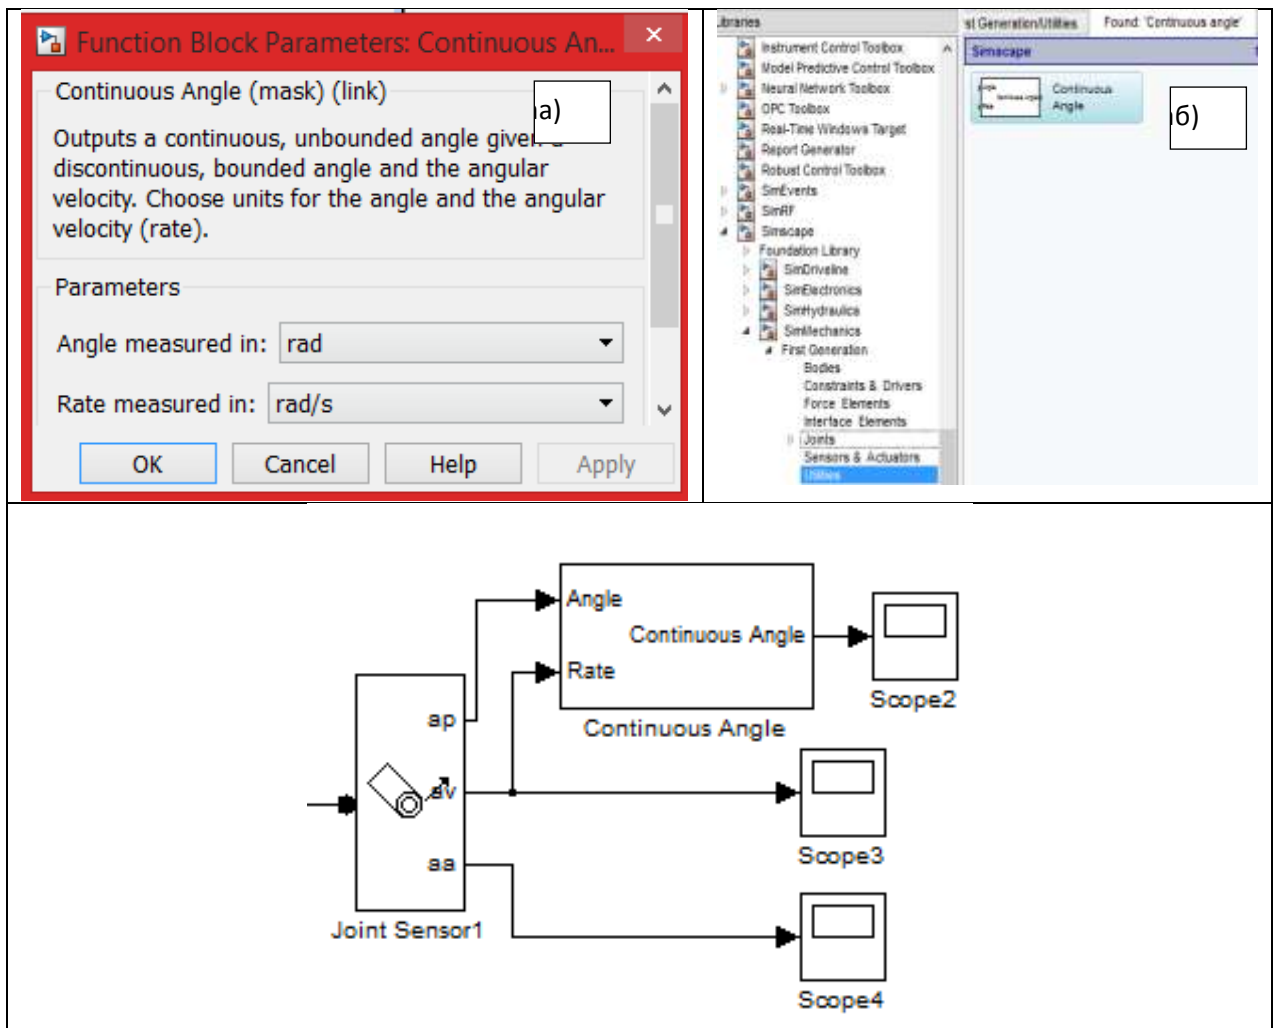 Function Block Parameters: Continuous An...
Continuous Angle (mask) (link)
а)
Outputs a continuous, unbounded angle given a
discontinuous, bounded angle and the angular
velocity. Choose units for the angle and the angular
velocity (rate).
Parameters
Angle measured in: rad
Rate measured in: rad/s
OK Cancel Help Apply
Libraries
Instrument Control Toolbox
Model Predictive Control Toolbox
Neural Network Toolbox
OPC Toolbox
Real-Time Windows Target
Report Generator
Robust Control Toolbox
SimEvents
SimRF
Simscape
Foundation Library
SimDriveline
SimElectronics
SimHydraulics
SimMechanics
First Generation
Bodies
Constraints & Drivers
Force Elements
Interface Elements
Joints
Sensors & Actuators
Utilities
st Generation/Utilities Found: 'Continuous angle'
Simscape
Continuous
Angle
б)
Angle
Continuous Angle
Rate
Continuous Angle
Scope2
ap
av
aa
Joint Sensor1
Scope3
Scope4